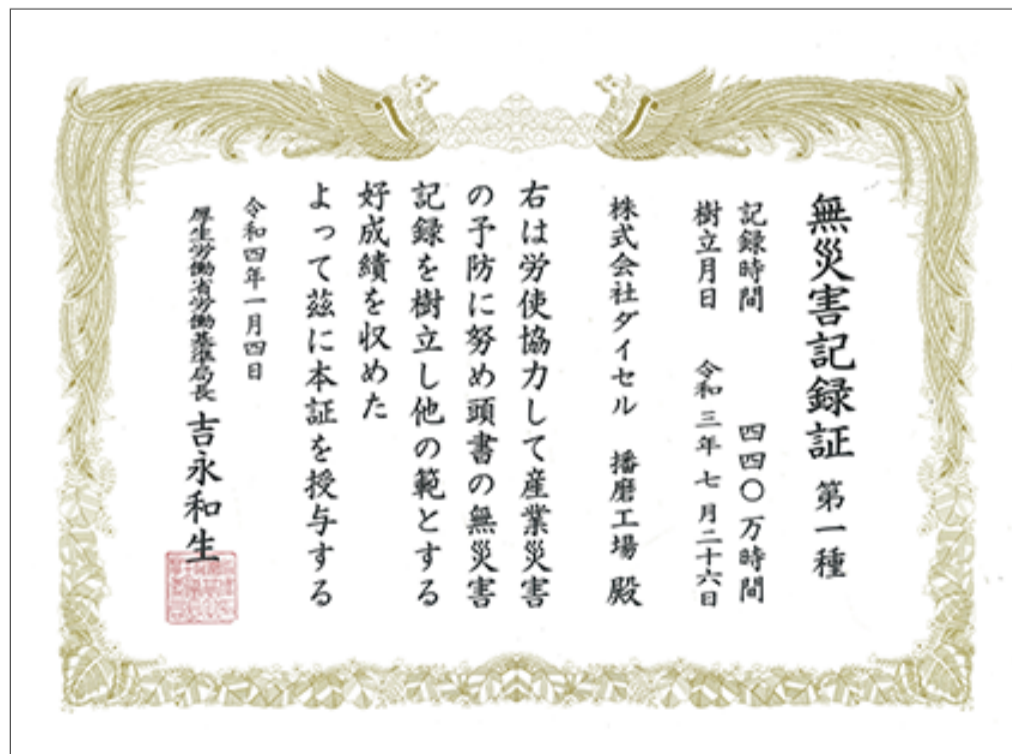 無災害記録証 第一種
記録時間 四四〇万時間
樹立月日 令和三年七月二十六日
株式会社ダイセル 播磨工場 殿
右は労使協力して産業災害
の予防に努め頭書の無災害
記録を樹立し他の範とする
好成績を収めた
よって茲に本証を授与する
令和四年一月四日
厚生労働省労働基準局長 吉永和生